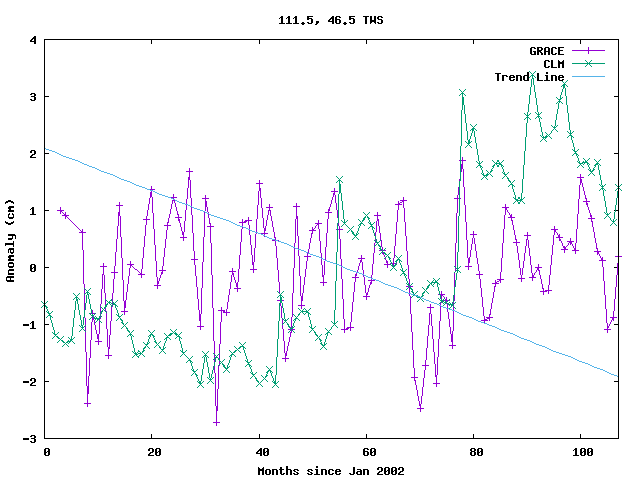 111.5, 46.5 TWS
GRACE
CLM
Trend Line
4
3
2
1
0
-1
-2
-3
Anomaly (cm)
0 20 40 60 80 100
Months since Jan 2002